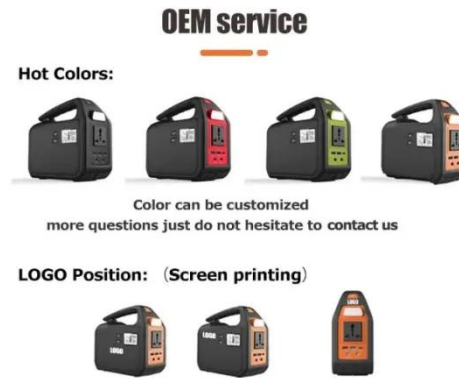 OEM service
Hot Colors:
Color can be customized
more questions just do not hesitate to contact us
LOGO Position: （Screen printing）
LOGO
LOGO